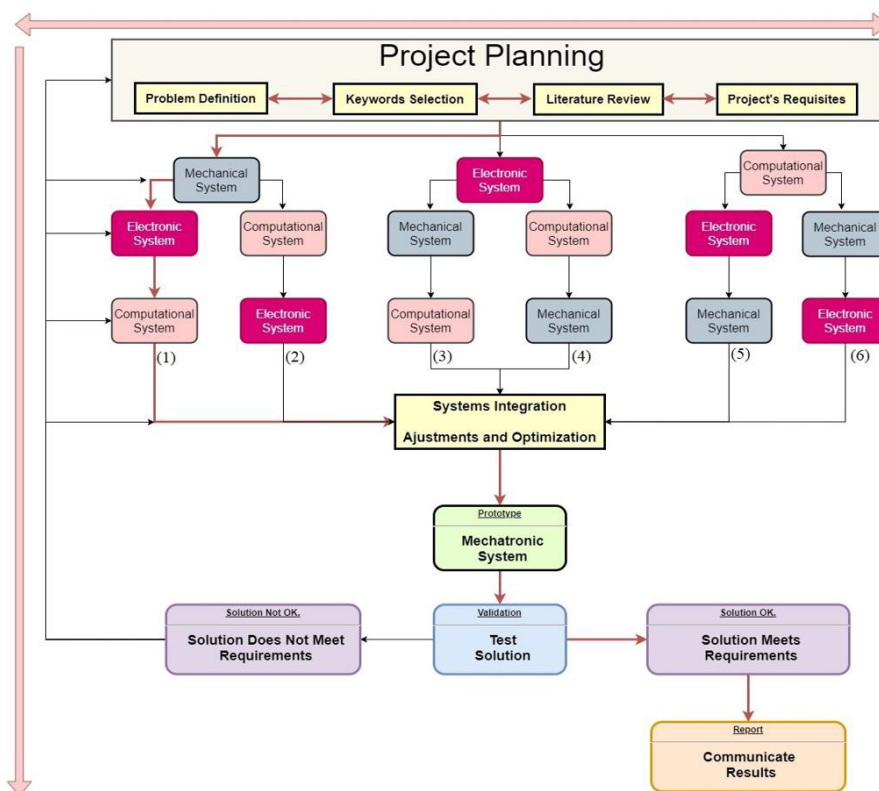 Project Planning
Problem Definition
Keywords Selection
Literature Review
Project's Requisites
Mechanical
System
Electronic
System
Computational
System
Electronic
System
Computational
System
Mechanical
System
Computational
System
Electronic
System
Mechanical
System
Computational
System
Electronic
System
Computational
System
Mechanical
System
Mechanical
System
Electronic
System
(1)
(2)
(3)
(4)
(5)
(6)
Systems Integration
Ajustments and Optimization
Prototype
Mechatronic
System
Solution Not OK.
Solution Does Not Meet
Requirements
Validation
Test
Solution
Solution OK.
Solution Meets
Requirements
Report
Communicate
Results